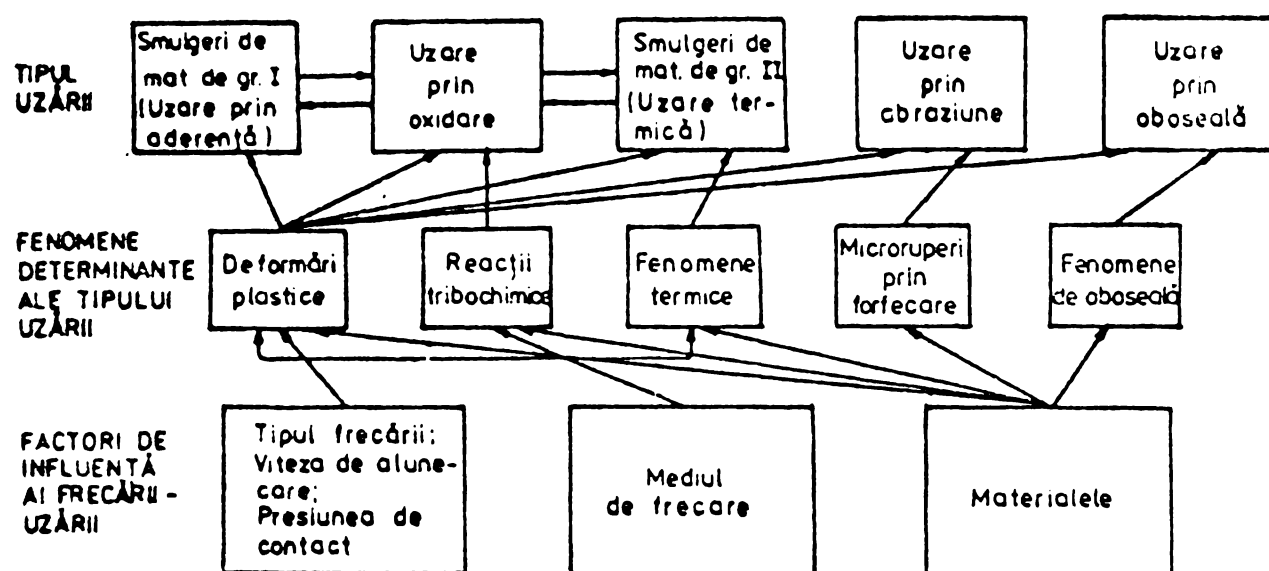 TIPUL
UZĂRII
Smulgeri de
mat de gr. I
(Uzare prin
aderență)
Uzare
prin
oxidare
Smulgeri de
mat. de gr. II
(Uzare ter-
mică)
Uzare
prin
abraziune
Uzare
prin
oboseală
FENOMENE
DETERMINANTE
ALE TIPULUI
UZĂRII
Deformări
plastice
Reacții
tribochimice
Fenomene
termice
Microruperi
prin
forfecare
Fenomene
de oboseală
FACTORI DE
INFLUENȚĂ
AI FRECĂRII -
UZĂRII
Tipul frecării;
Viteza de alune-
care;
Presiunea de
contact
Mediul
de frecare
Materialele